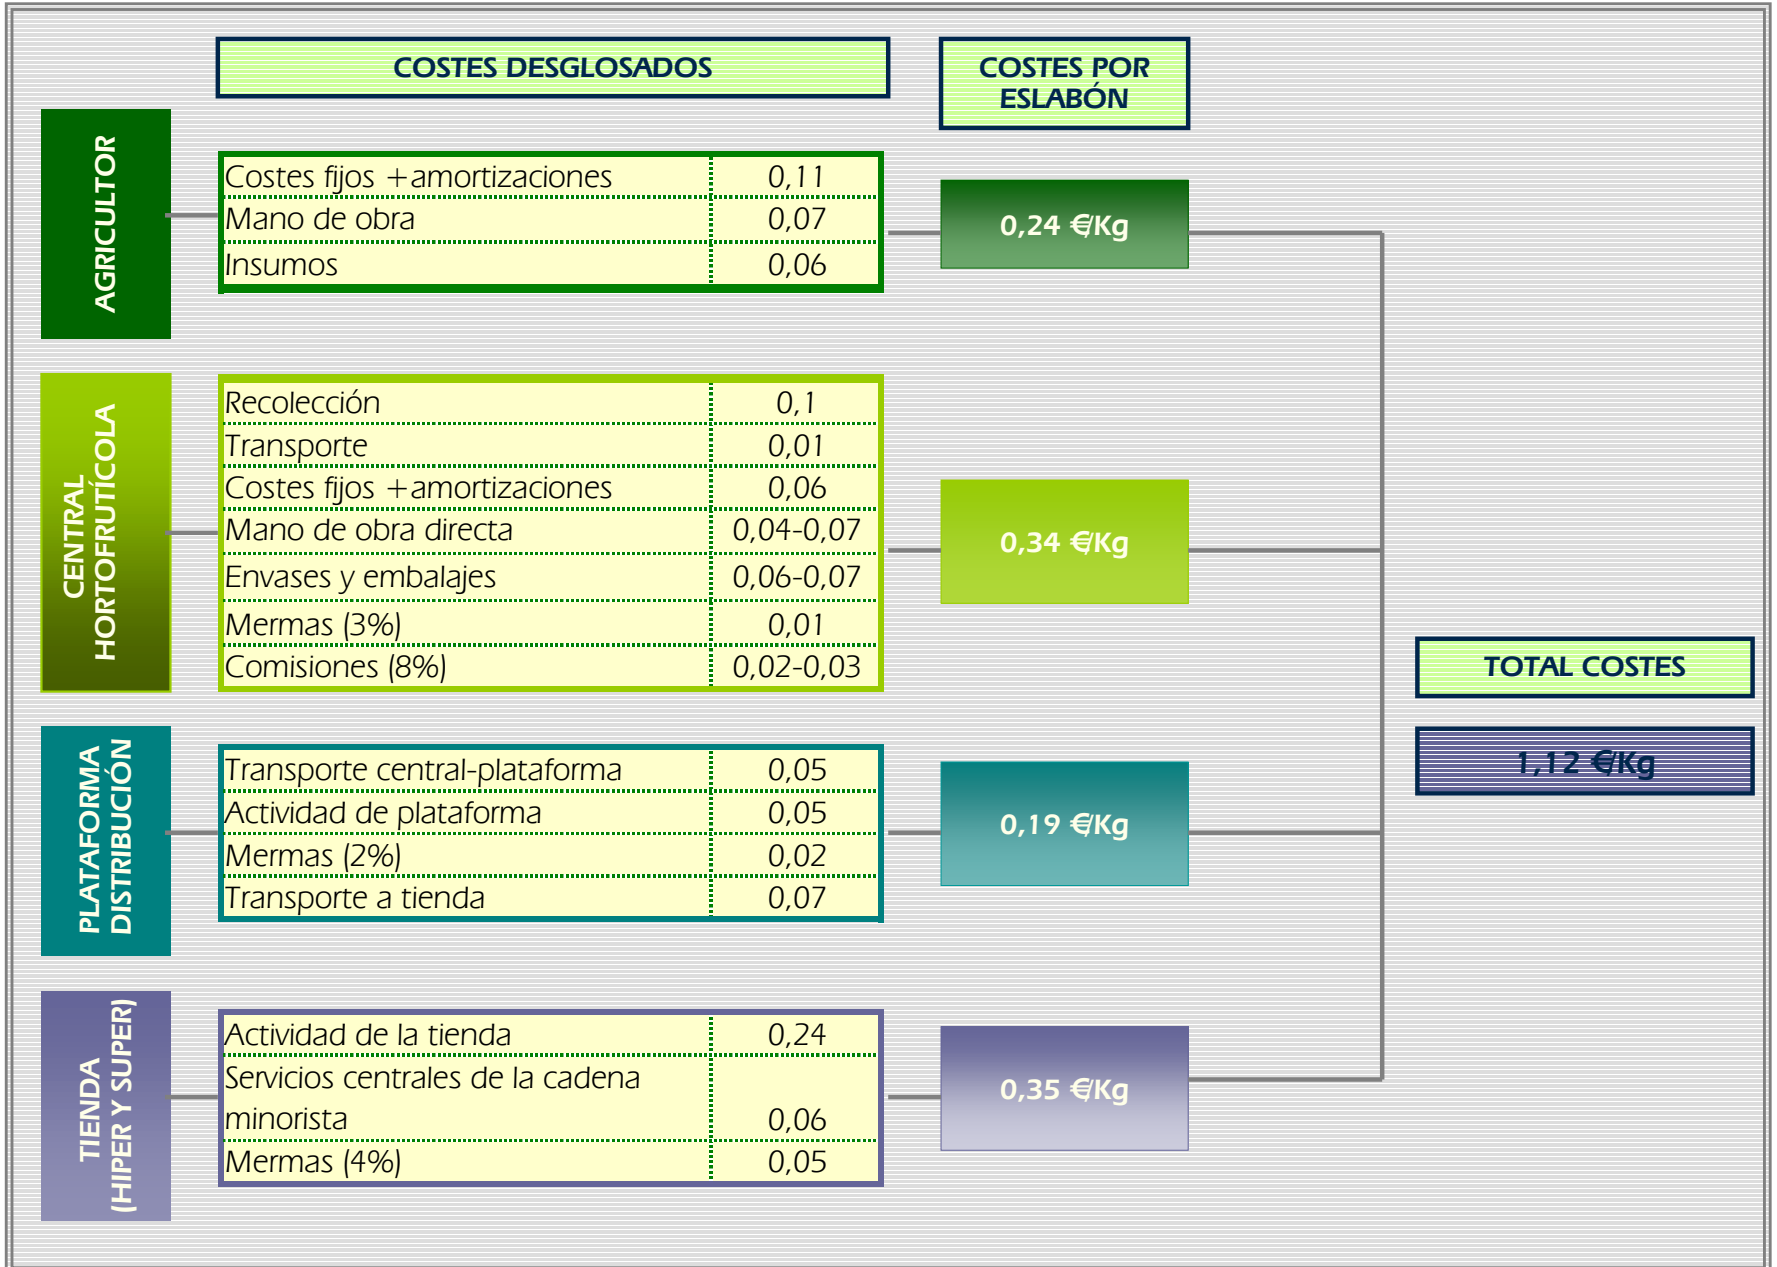 COSTES DESGLOSADOS
COSTES POR
ESLABÓN
AGRICULTOR
Costes fijos +amortizaciones 0,11
Mano de obra 0,07
Insumos 0,06
0,24 €/Kg
CENTRAL
HORTOFRUTÍCOLA
Recolección 0,1
Transporte 0,01
Costes fijos +amortizaciones 0,06
Mano de obra directa 0,04-0,07
Envases y embalajes 0,06-0,07
Mermas (3%) 0,01
Comisiones (8%) 0,02-0,03
0,34 €/Kg
TOTAL COSTES
1,12 €/Kg
PLATAFORMA
DISTRIBUCIÓN
Transporte central-plataforma 0,05
Actividad de plataforma 0,05
Mermas (2%) 0,02
Transporte a tienda 0,07
0,19 €/Kg
TIENDA
(HIPER Y SUPER)
Actividad de la tienda 0,24
Servicios centrales de la cadena
minorista 0,06
Mermas (4%) 0,05
0,35 €/Kg